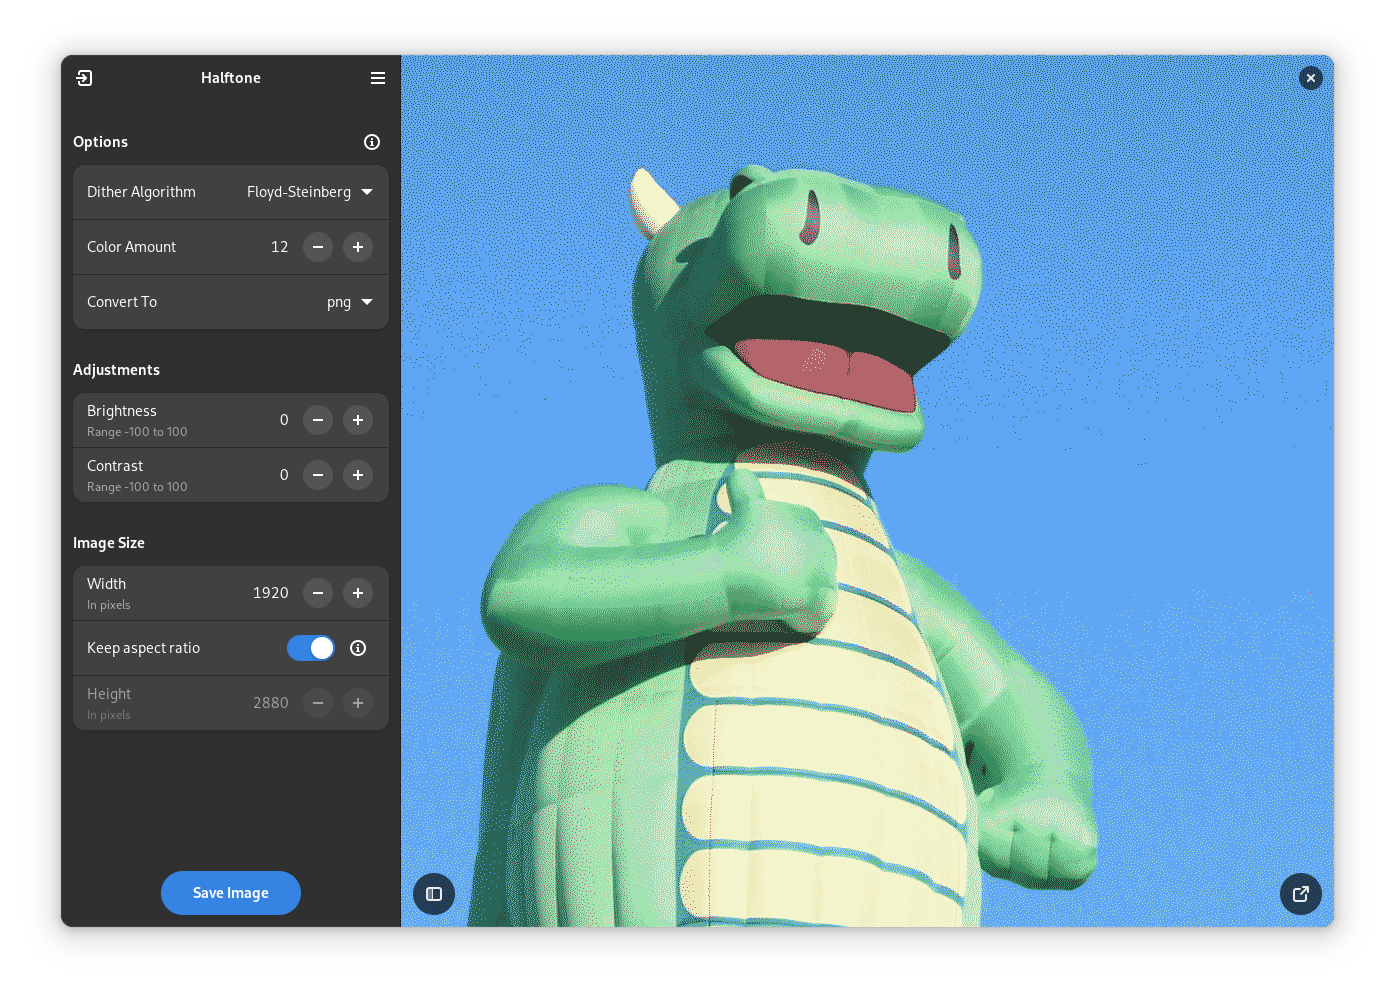 Halftone
Options
Dither Algorithm Floyd-Steinberg
Color Amount 12
Convert To png
Adjustments
Brightness 0
Range -100 to 100
Contrast 0
Range -100 to 100
Image Size
Width 1920
In pixels
Keep aspect ratio
Height 2880
In pixels
Save Image